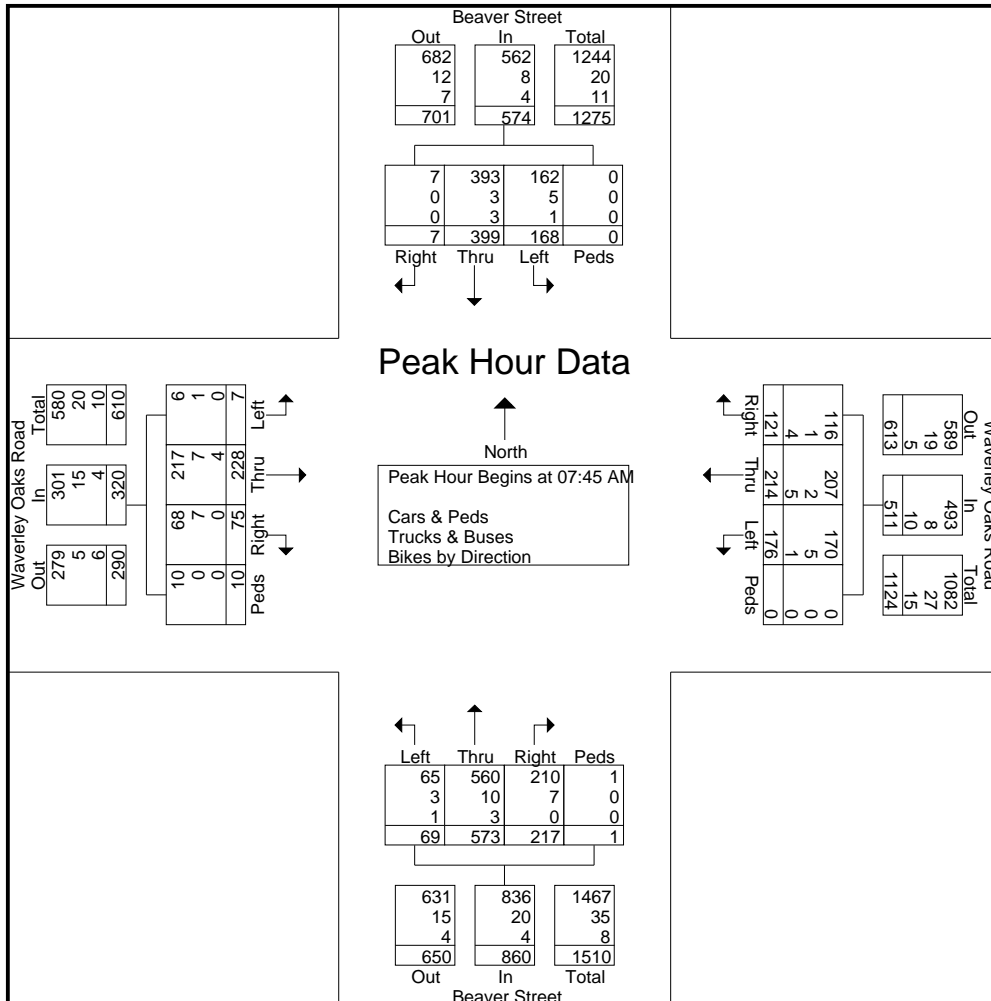 Beaver Street
Out In Total
682 562 1244
12 8 20
7 4 11
701 574 1275
7 393 162 0
0 3 5 0
0 3 1 0
7 399 168 0
Right Thru Left Peds
Peak Hour Data
North
Peak Hour Begins at 07:45 AM
Cars & Peds
Trucks & Buses
Bikes by Direction
Waverley Oaks Road
Out In Total
279 301 580
5 15 20
6 4 10
290 320 610
10 68 217 6
0 7 7 1
0 0 4 0
10 75 228 7
Peds Right Thru Left
Waverley Oaks Road
Out In Total
589 493 1082
19 8 27
5 10 15
613 511 1124
116 207 170 0
1 2 5 0
4 5 1 0
121 214 176 0
Right Thru Left Peds
Left Thru Right Peds
65 560 210 1
3 10 7 0
1 3 0 0
69 573 217 1
631 836 1467
15 20 35
4 4 8
650 860 1510
Out In Total
Beaver Street